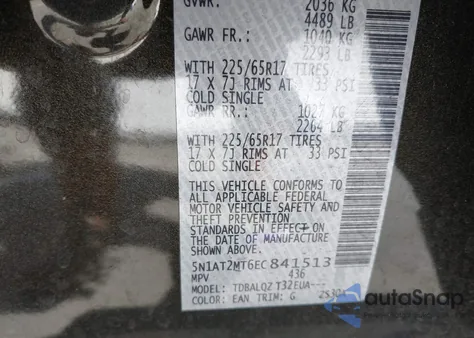 GVWR: 2036 KG
4489 LB
GAWR FR.: 1040 KG
2293 LB
WITH 225/65R17 TIRES
17 X 7J RIMS AT 33 PSI
COLD SINGLE
GAWR RR.: 1027 KG
2264 LB
WITH 225/65R17 TIRES
17 X 7J RIMS AT 33 PSI
COLD SINGLE
THIS VEHICLE CONFORMS TO
ALL APPLICABLE FEDERAL
MOTOR VEHICLE SAFETY AND
THEFT PREVENTION
STANDARDS IN EFFECT ON
THE DATE OF MANUFACTURE
SHOWN ABOVE.
5N1AT2MT6EC841513
MPV 436
MODEL: TDBALQZ T32EUA---
COLOR: EAN TRIM: G
autoSnap